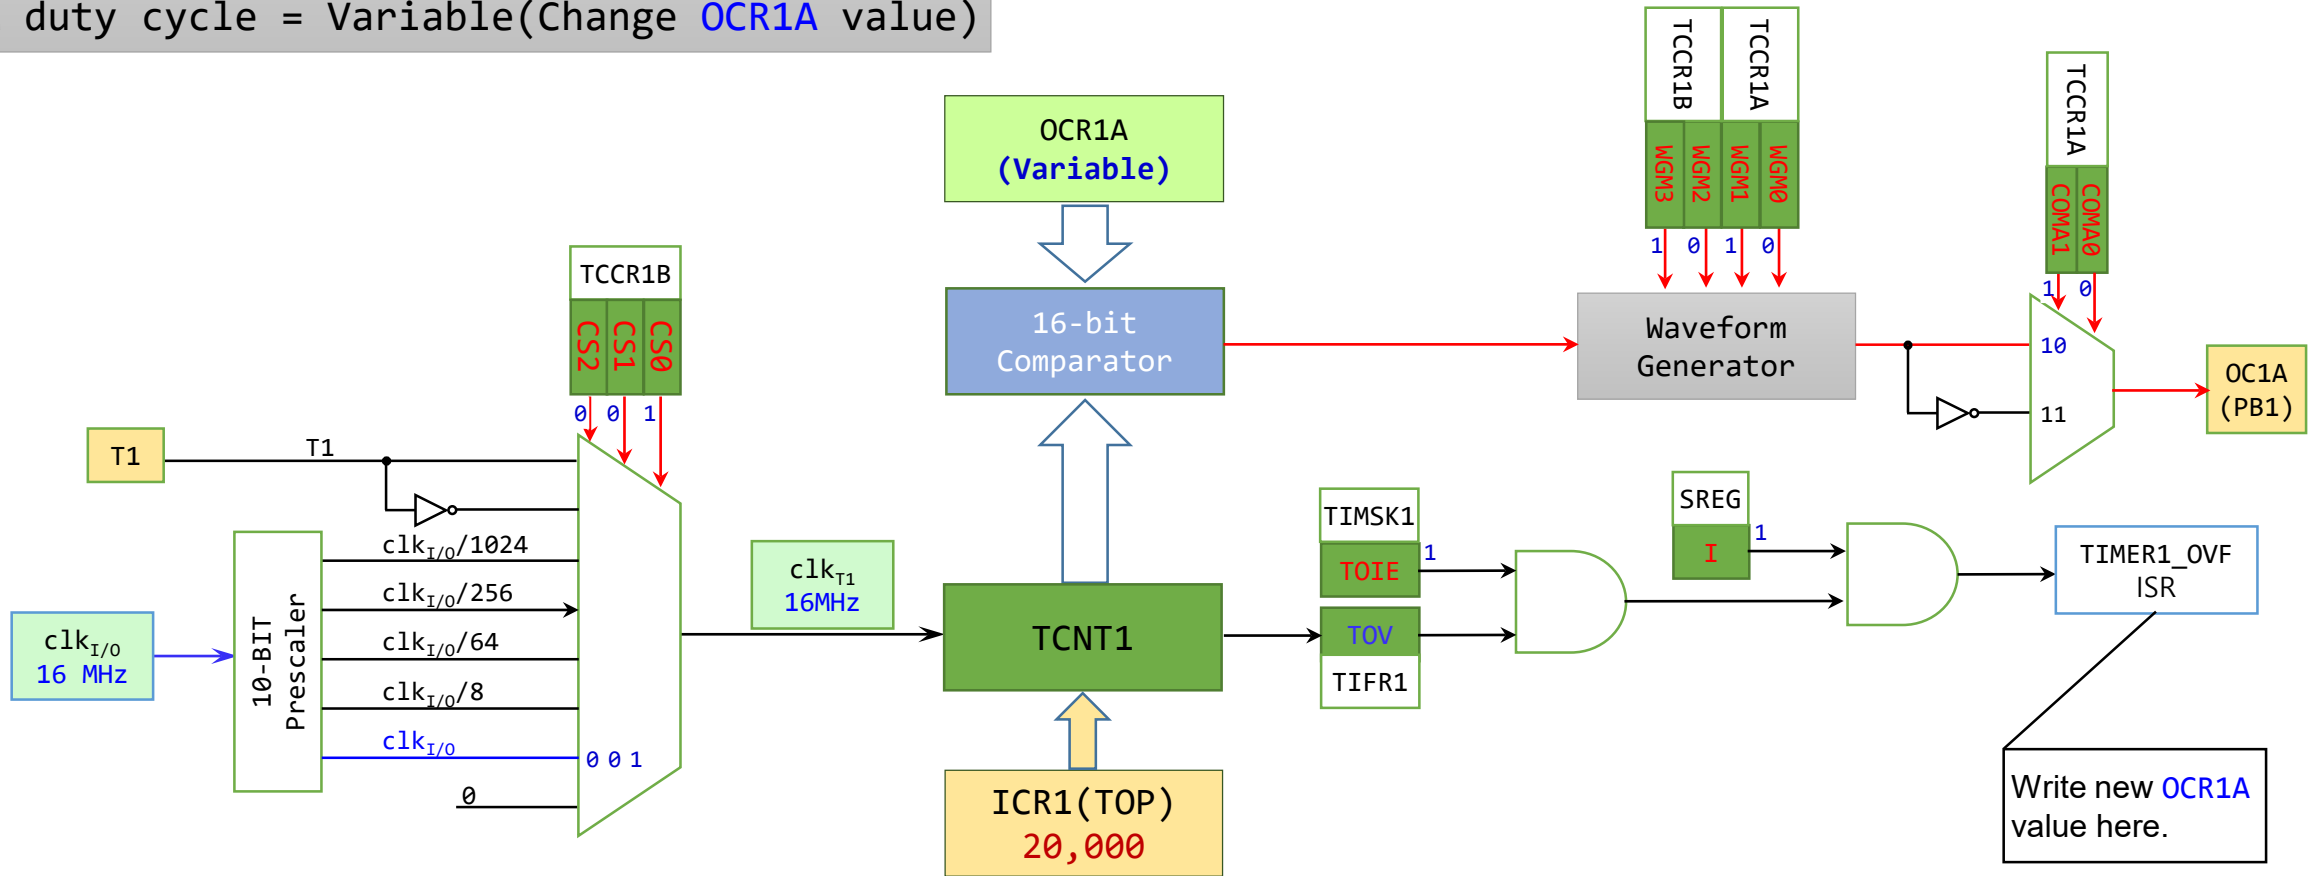 duty cycle = Variable(Change OCR1A value)
TCCR1B
TCCR1A
WGM3
WGM2
WGM1
WGM0
1 0 1 0
TCCR1A
COMA1
COMA0
1 0
OCR1A
(Variable)
TCCR1B
CS2
CS1
CS0
0 0 1
16-bit
Comparator
Waveform
Generator
10
11
OC1A
(PB1)
T1
T1
clkI/O/1024
clkI/O/256
clkI/O/64
clkI/O/8
clkI/O
0 0 1
0
clkI/O
16 MHz
10-BIT
Prescaler
clkT1
16MHz
TCNT1
ICR1(TOP)
20,000
TIMSK1
TOIE
1
TOV
TIFR1
SREG
I
1
TIMER1_OVF
ISR
Write new OCR1A
value here.